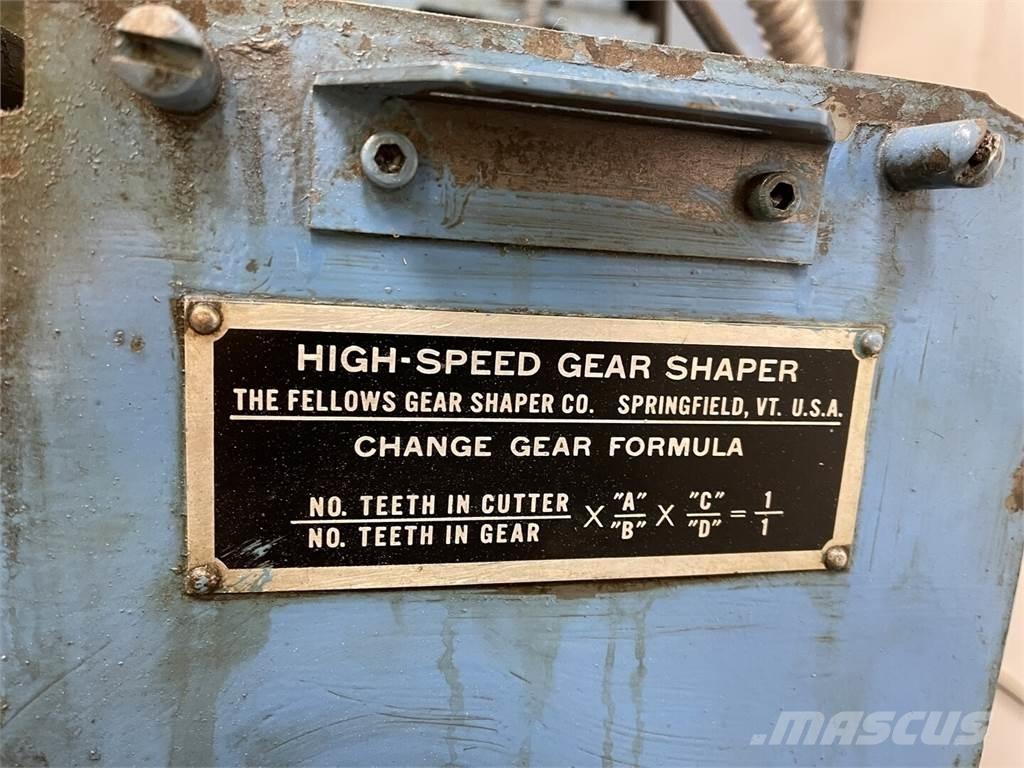 HIGH-SPEED GEAR SHAPER
THE FELLOWS GEAR SHAPER CO. SPRINGFIELD, VT. U.S.A.
CHANGE GEAR FORMULA
NO. TEETH IN CUTTER / NO. TEETH IN GEAR X "A" / "B" X "C" / "D" = 1 / 1
MASCUS